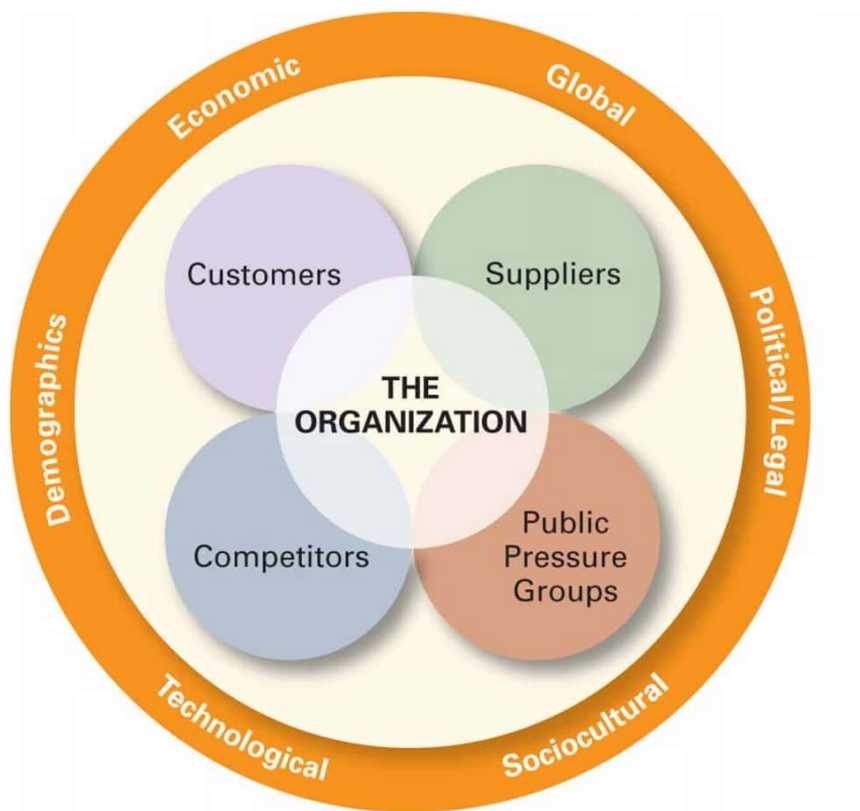 Economic
Global
Customers
Suppliers
Demographics
Political/Legal
THE
ORGANIZATION
Competitors
Public
Pressure
Groups
Technological
Sociocultural